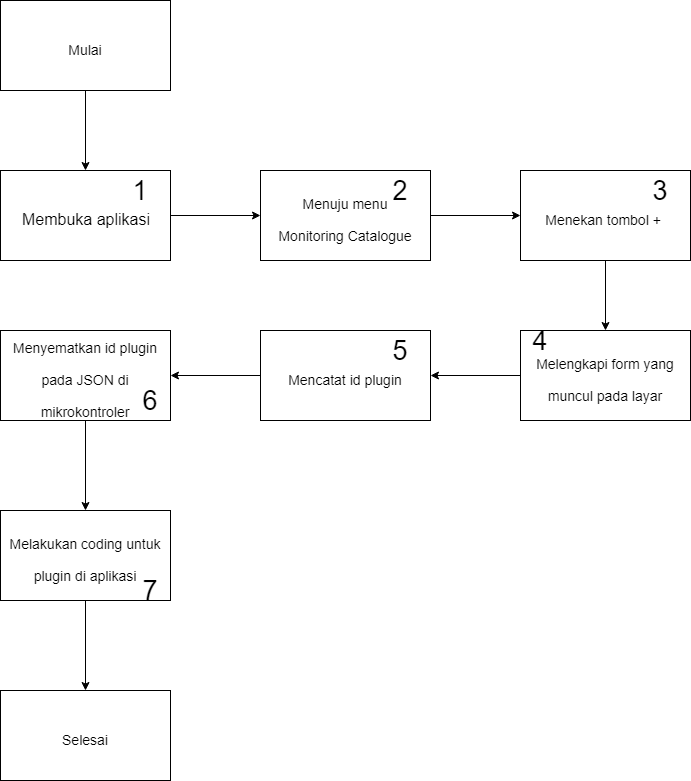 Mulai
1
Membuka aplikasi
2
Menuju menu
Monitoring Catalogue
3
Menekan tombol +
4
Melengkapi form yang
muncul pada layar
5
Mencatat id plugin
Menyematkan id plugin
pada JSON di
mikrokontroler
6
Melakukan coding untuk
plugin di aplikasi
7
Selesai